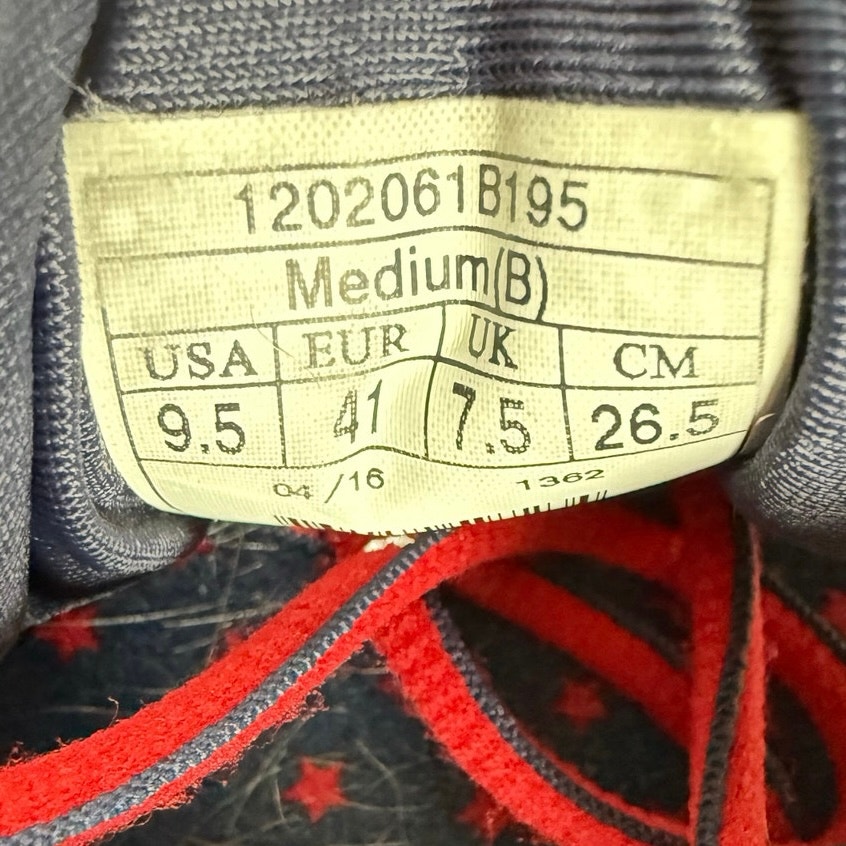 1202061B195
Medium(B)
USA EUR UK CM
9.5 41 7.5 26.5
04 /16 1362